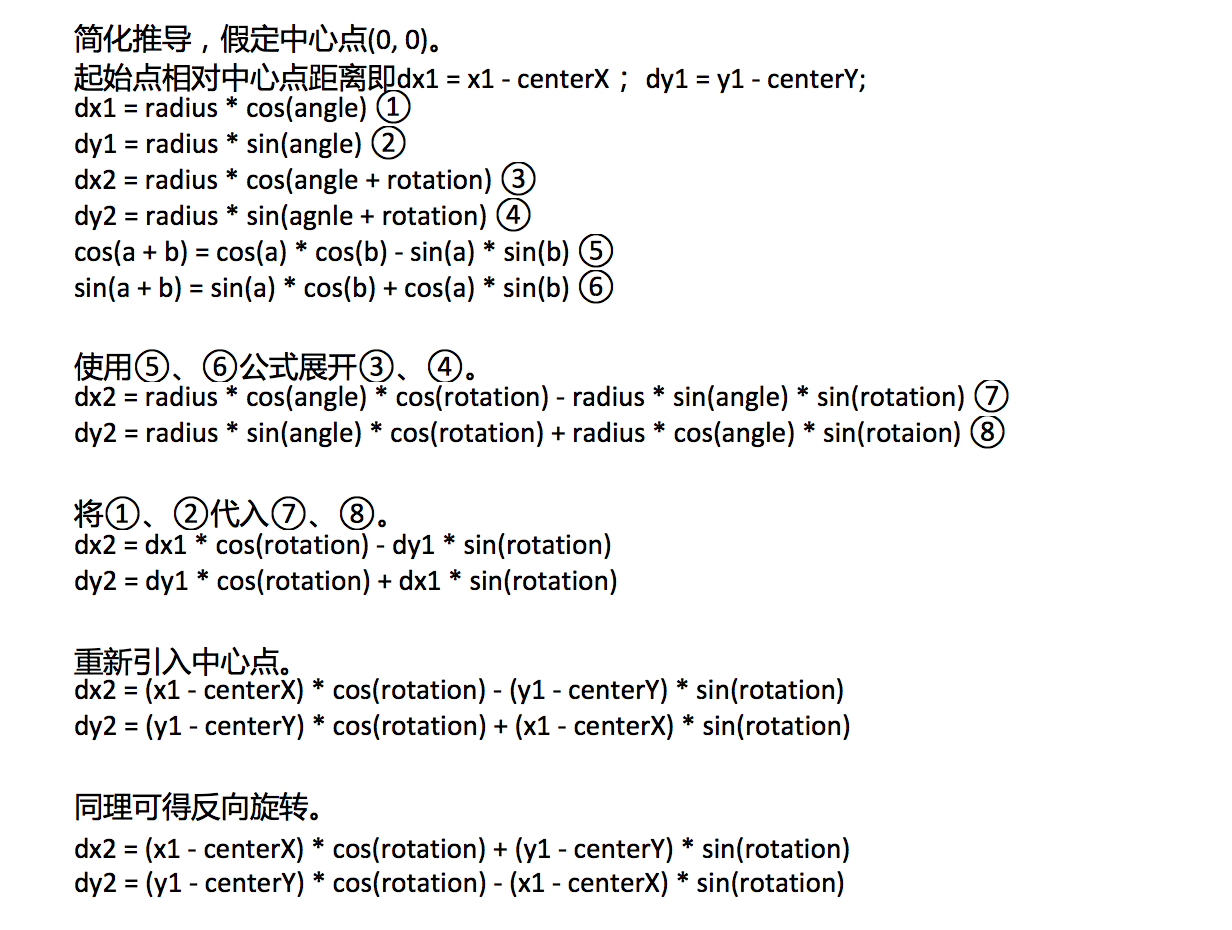 简化推导，假定中心点(0, 0)。
起始点相对中心点距离即dx1 = x1 - centerX； dy1 = y1 - centerY;
dx1 = radius * cos(angle) ①
dy1 = radius * sin(angle) ②
dx2 = radius * cos(angle + rotation) ③
dy2 = radius * sin(agnle + rotation) ④
cos(a + b) = cos(a) * cos(b) - sin(a) * sin(b) ⑤
sin(a + b) = sin(a) * cos(b) + cos(a) * sin(b) ⑥
使用⑤、⑥公式展开③、④。
dx2 = radius * cos(angle) * cos(rotation) - radius * sin(angle) * sin(rotation) ⑦
dy2 = radius * sin(angle) * cos(rotation) + radius * cos(angle) * sin(rotaion) ⑧
将①、②代入⑦、⑧。
dx2 = dx1 * cos(rotation) - dy1 * sin(rotation)
dy2 = dy1 * cos(rotation) + dx1 * sin(rotation)
重新引入中心点。
dx2 = (x1 - centerX) * cos(rotation) - (y1 - centerY) * sin(rotation)
dy2 = (y1 - centerY) * cos(rotation) + (x1 - centerX) * sin(rotation)
同理可得反向旋转。
dx2 = (x1 - centerX) * cos(rotation) + (y1 - centerY) * sin(rotation)
dy2 = (y1 - centerY) * cos(rotation) - (x1 - centerX) * sin(rotation)